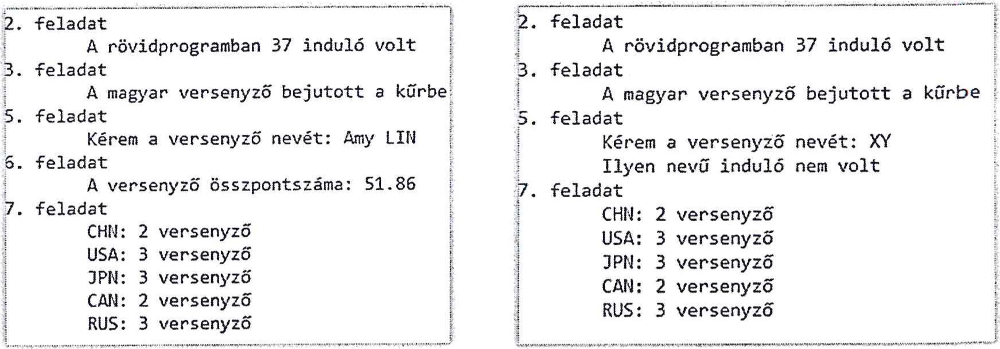 2. feladat
A rövidprogramban 37 induló volt
3. feladat
A magyar versenyző bejutott a kűrbe
5. feladat
Kérem a versenyző nevét: Amy LIN
6. feladat
A versenyző összpontszáma: 51.86
7. feladat
CHN: 2 versenyző
USA: 3 versenyző
JPN: 3 versenyző
CAN: 2 versenyző
RUS: 3 versenyző
2. feladat
A rövidprogramban 37 induló volt
3. feladat
A magyar versenyző bejutott a kűrbe
5. feladat
Kérem a versenyző nevét: XY
Ilyen nevű induló nem volt
7. feladat
CHN: 2 versenyző
USA: 3 versenyző
JPN: 3 versenyző
CAN: 2 versenyző
RUS: 3 versenyző